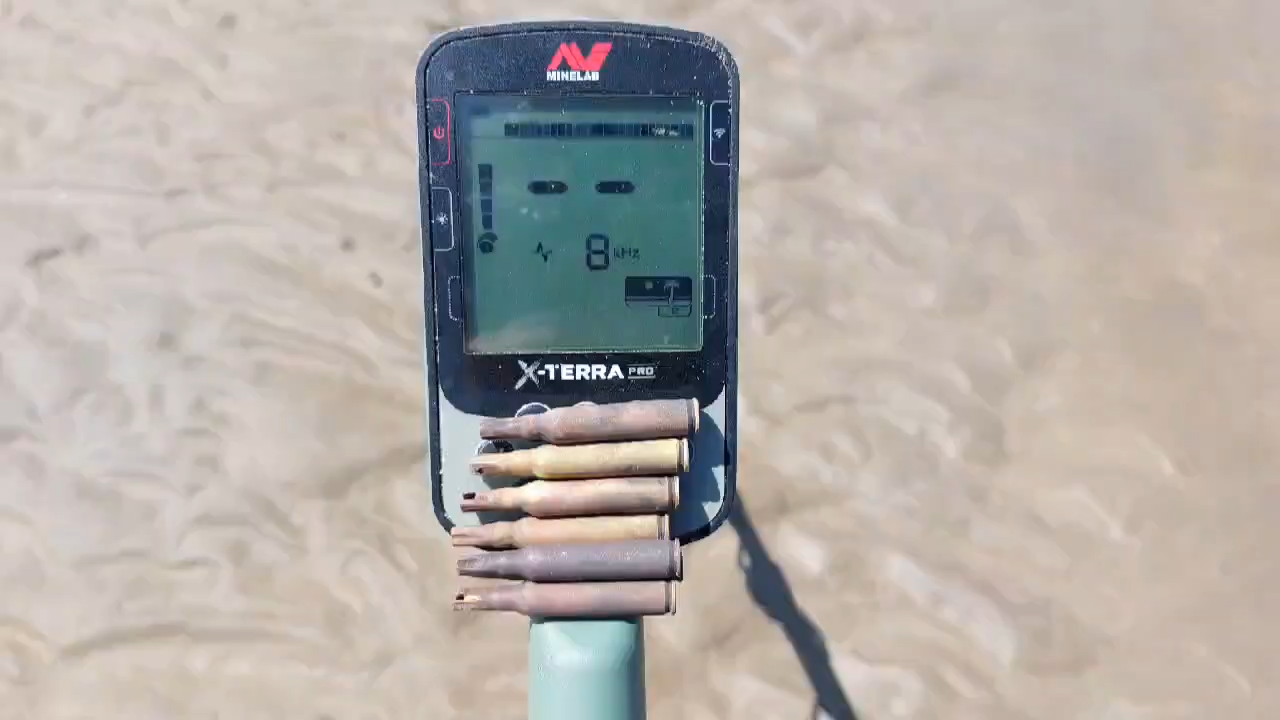 MINELAB
-- --
8 kHz
X-TERRA PRO